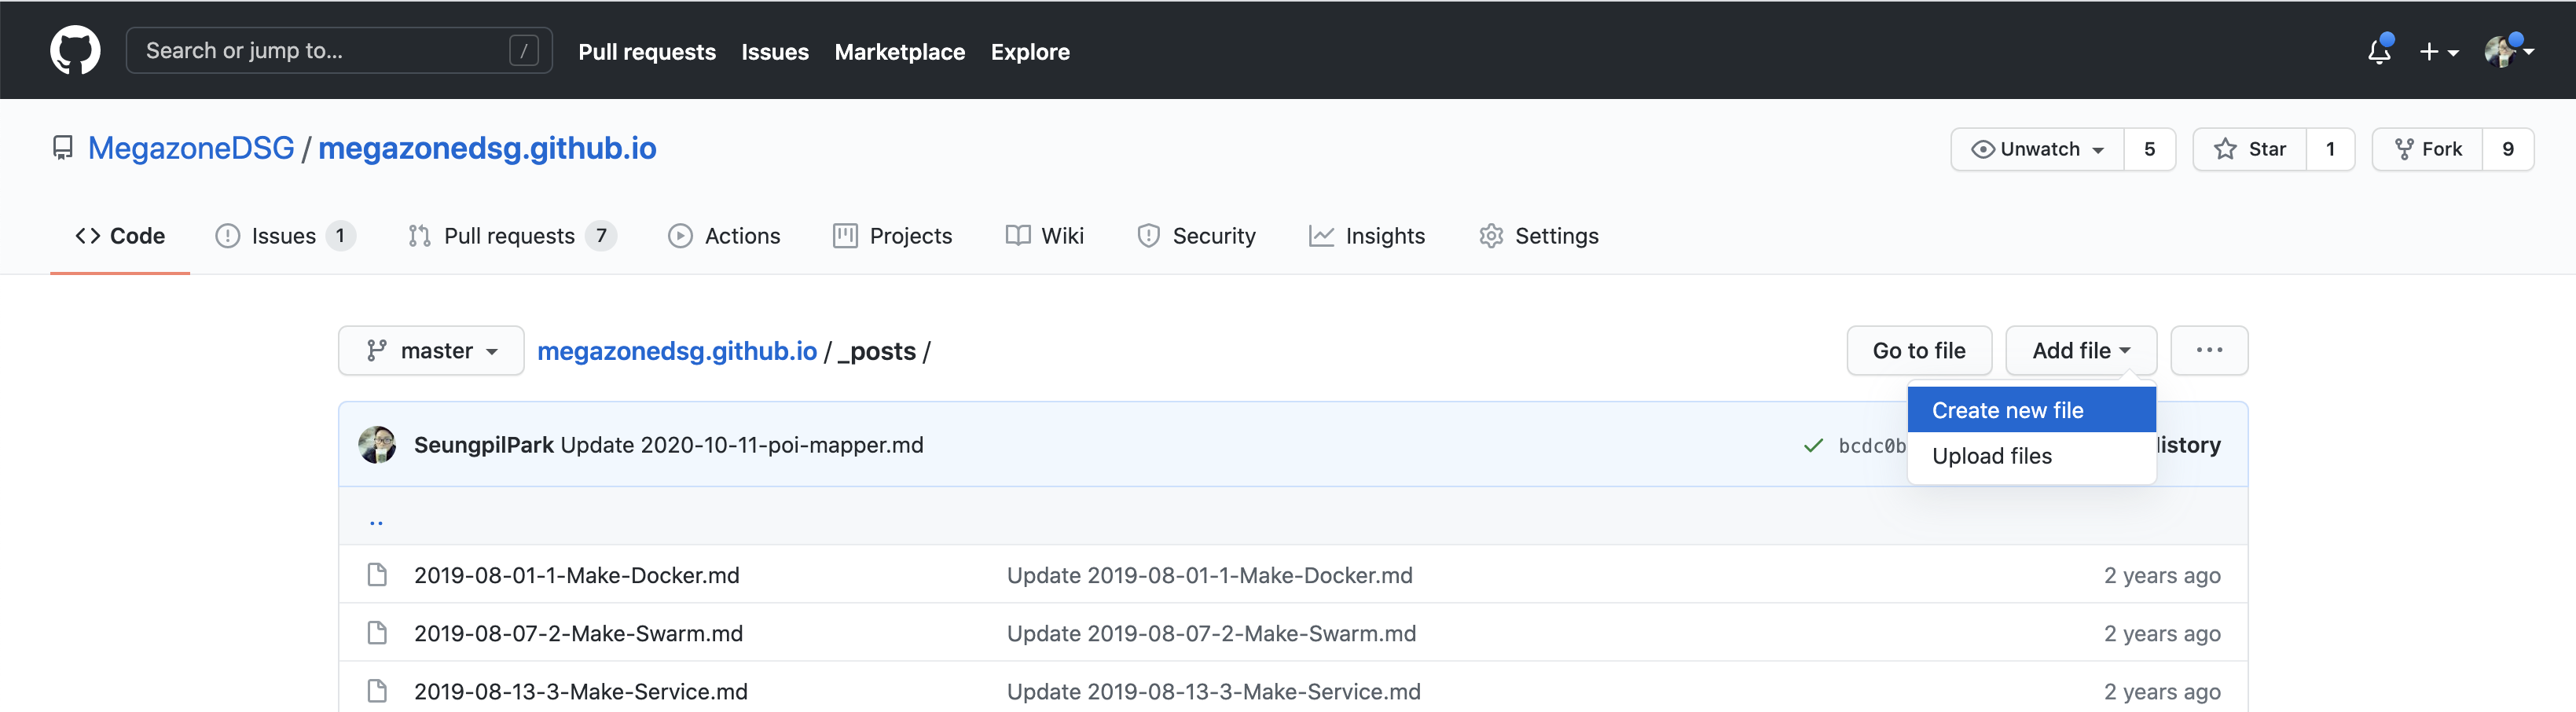 Search or jump to... / Pull requests Issues Marketplace Explore
MegazoneDSG / megazonedsg.github.io Unwatch 5 Star 1 Fork 9
Code Issues 1 Pull requests 7 Actions Projects Wiki Security Insights Settings
master megazonedsg.github.io / _posts / Go to file Add file ...
Create new file
SeungpilPark Update 2020-10-11-poi-mapper.md bcdc0b
Upload files
..
2019-08-01-1-Make-Docker.md Update 2019-08-01-1-Make-Docker.md 2 years ago
2019-08-07-2-Make-Swarm.md Update 2019-08-07-2-Make-Swarm.md 2 years ago
2019-08-13-3-Make-Service.md Update 2019-08-13-3-Make-Service.md 2 years ago